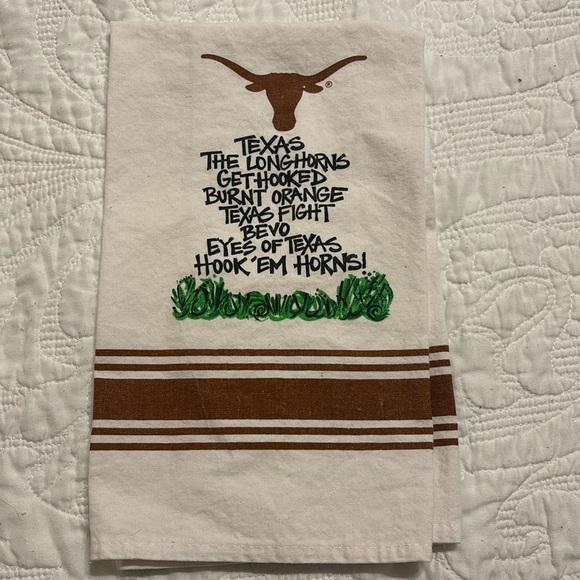 ®
TEXAS
THE LONGHORNS
GET HOOKED
BURNT ORANGE
TEXAS FIGHT
BEVO
EYES OF TEXAS
HOOK 'EM HORNS!